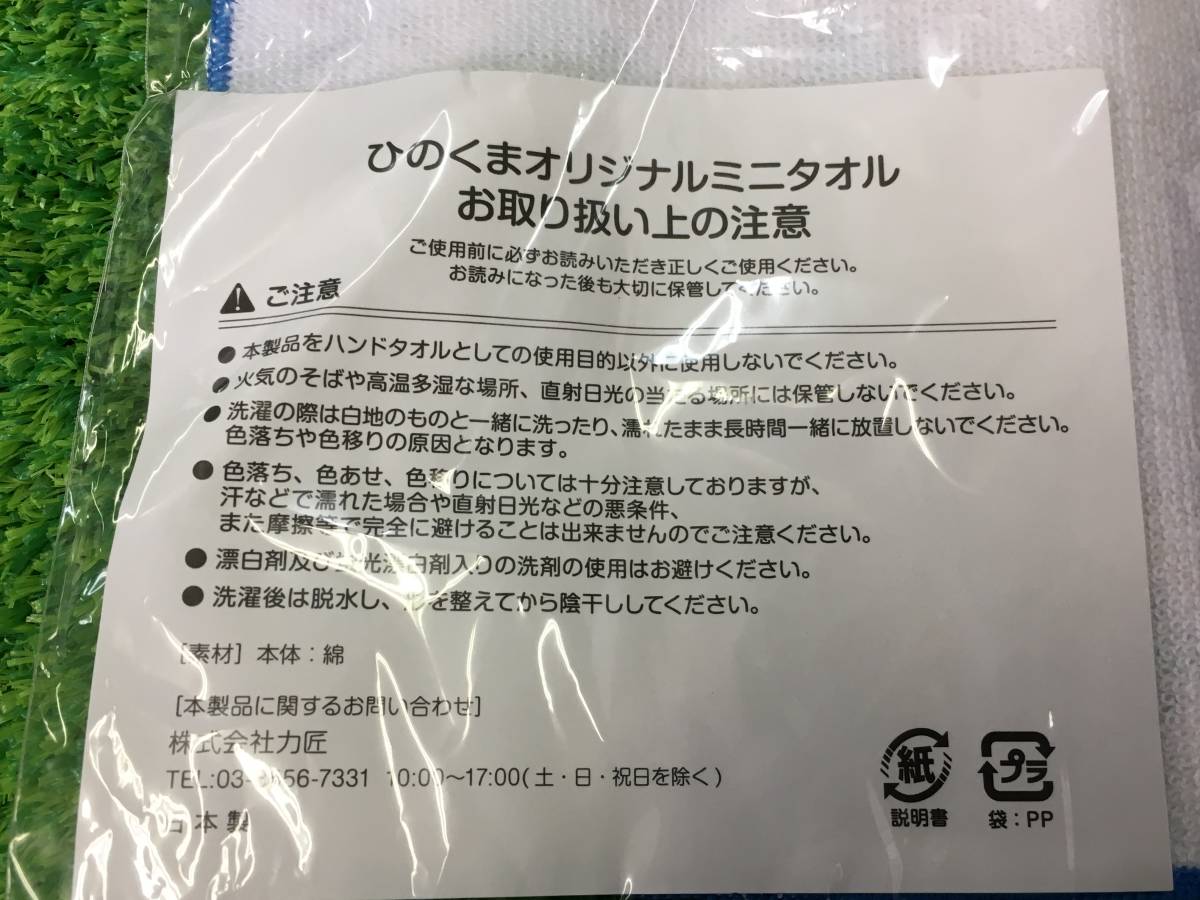 ひのくまオリジナルミニタオル
お取り扱い上の注意
ご使用前に必ずお読みいただき正しくご使用ください。
お読みになった後も大切に保管してください。
ご注意
●本製品をハンドタオルとしての使用目的以外に使用しないでください。
●火気のそばや高温多湿な場所、直射日光の当たる場所には保管しないでください。
●洗濯の際は白地のものと一緒に洗ったり、濡れたまま長時間一緒に放置しないでください。
色落ちや色移りの原因となります。
●色落ち、色あせ、色移りについては十分注意しておりますが、
汗などで濡れた場合や直射日光などの悪条件、
また摩擦等で完全に避けることは出来ませんのでご注意ください。
●漂白剤及び蛍光漂白剤入りの洗剤の使用はお避けください。
●洗濯後は脱水し、形を整えてから陰干ししてください。
[素材] 本体：綿
[本製品に関するお問い合わせ]
株式会社力匠
TEL:03- 56-7331 10:00～17:00(土・日・祝日を除く)
日本製
紙
説明書
プラ
袋：PP